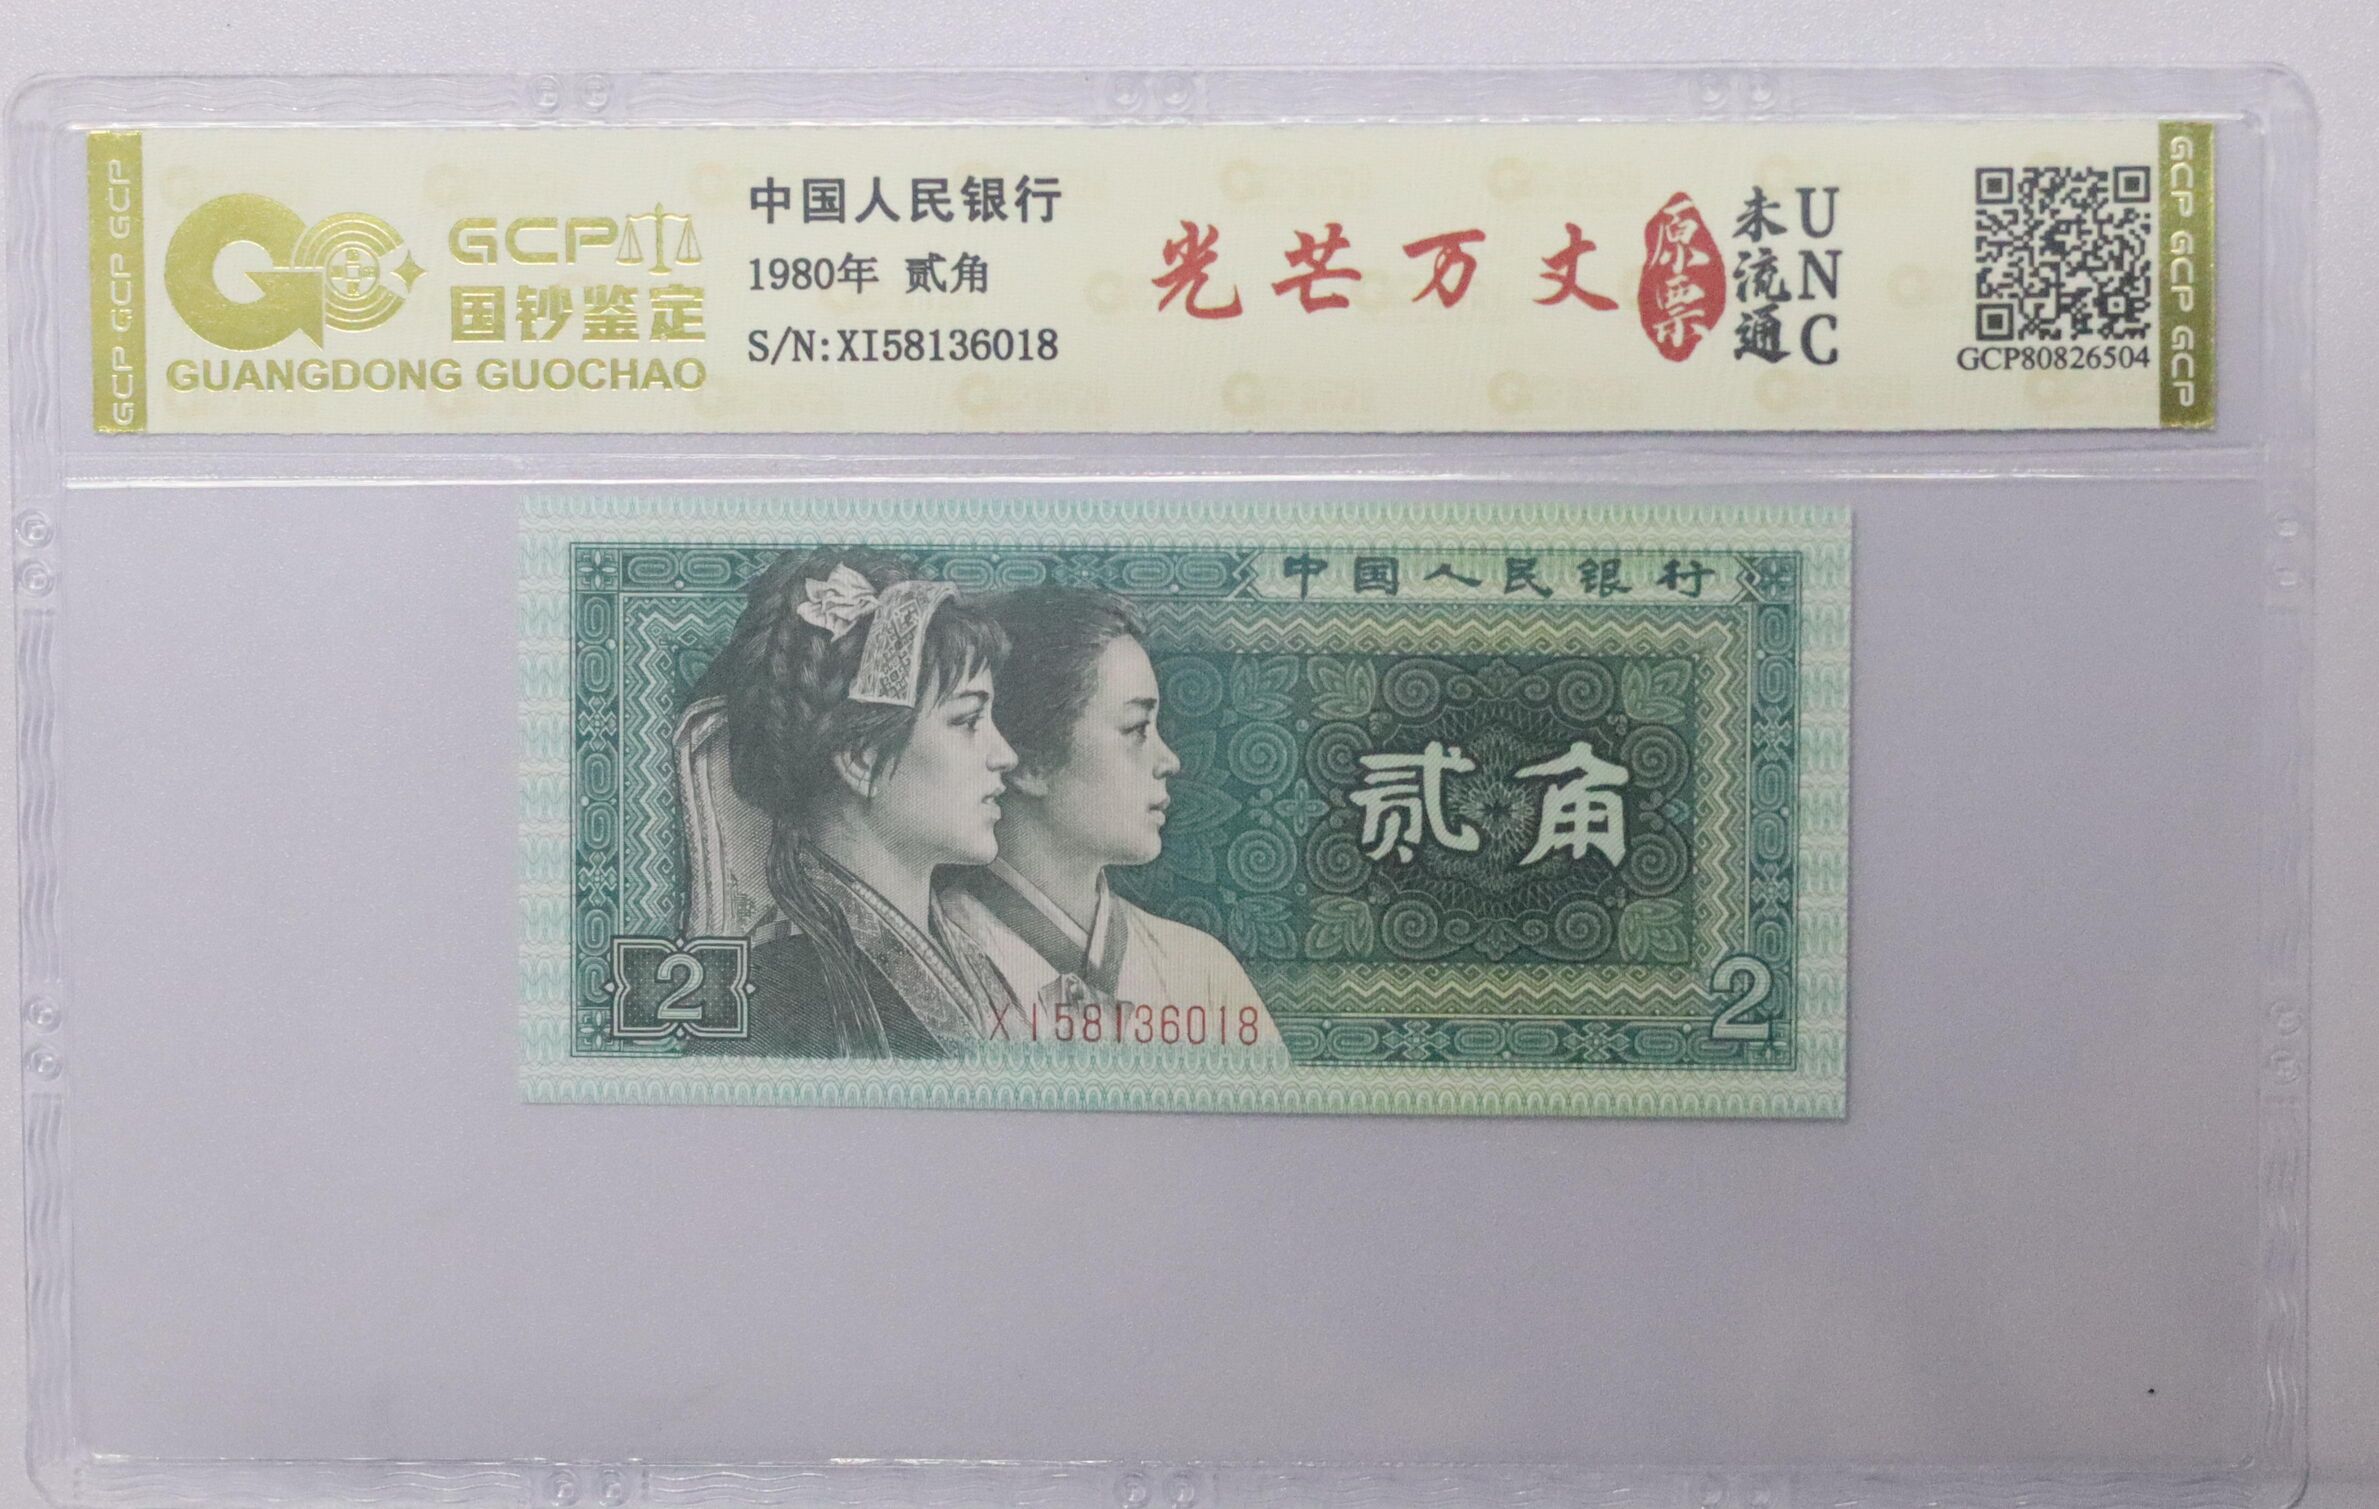 GCP GCP GCP
GCP
国钞鉴定
GUANGDONG GUOCHAO
中国人民银行
1980年 贰角
S/N:XI58136018
光芒万丈
原票
未流通
UNC
GCP80826504
GCP GCP GCP
中国人民银行
贰角
2
XI58136018
2